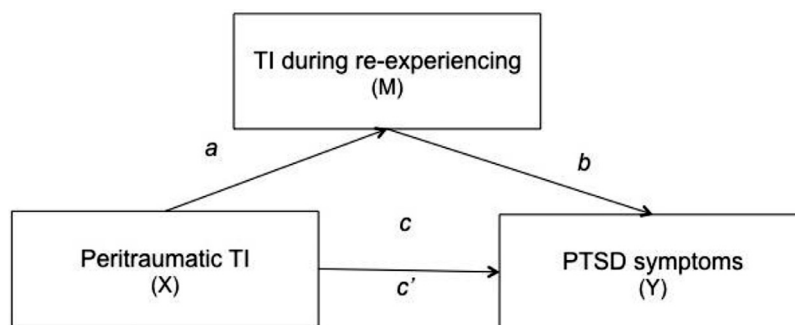 TI during re-experiencing
(M)
a
b
c
Peritraumatic TI
(X)
c’
PTSD symptoms
(Y)